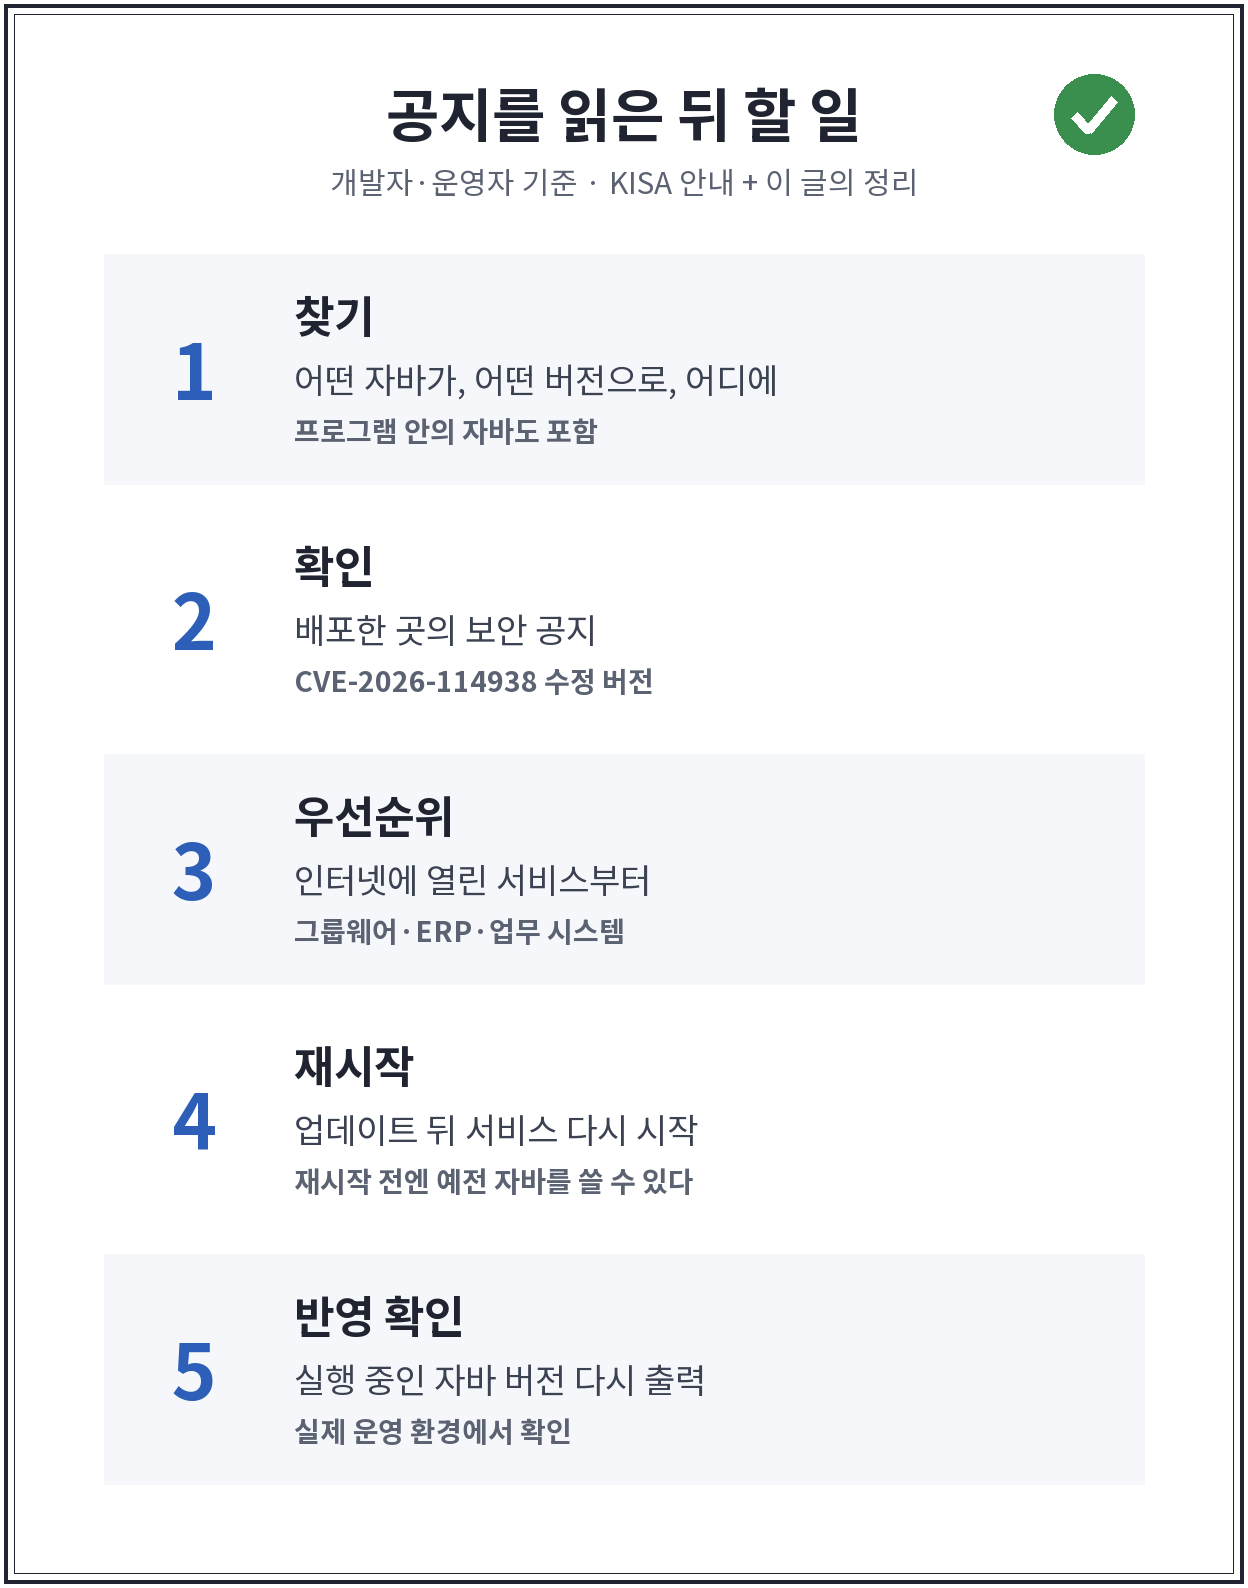 공지를 읽은 뒤 할 일
개발자·운영자 기준 · KISA 안내 + 이 글의 정리
1
찾기
어떤 자바가, 어떤 버전으로, 어디에
프로그램 안의 자바도 포함
2
확인
배포한 곳의 보안 공지
CVE-2026-114938 수정 버전
3
우선순위
인터넷에 열린 서비스부터
그룹웨어·ERP·업무 시스템
4
재시작
업데이트 뒤 서비스 다시 시작
재시작 전엔 예전 자바를 쓸 수 있다
5
반영 확인
실행 중인 자바 버전 다시 출력
실제 운영 환경에서 확인